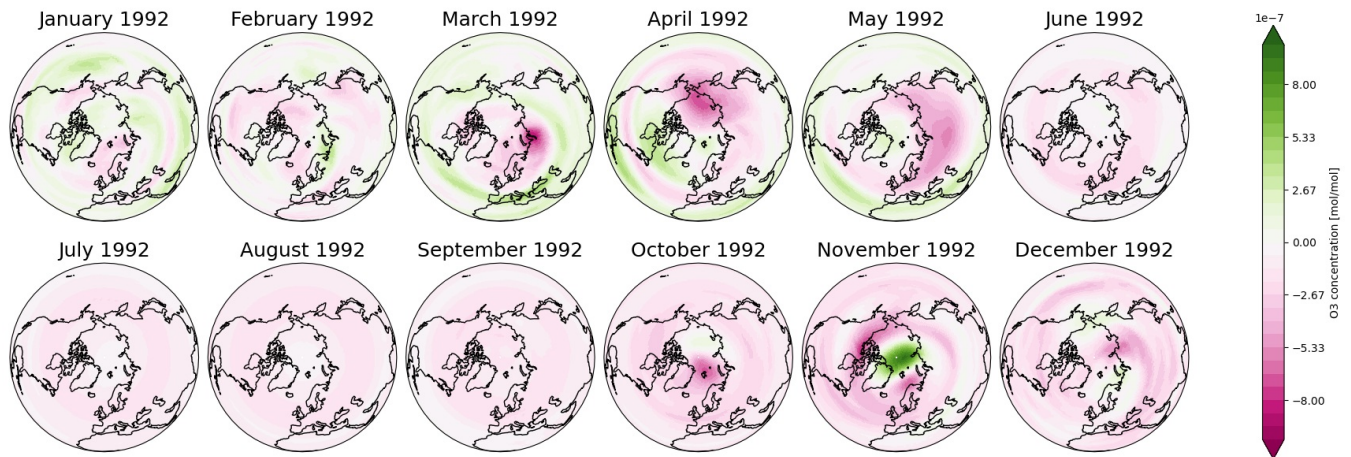 January 1992
February 1992
March 1992
April 1992
May 1992
June 1992
July 1992
August 1992
September 1992
October 1992
November 1992
December 1992
1e−7
8.00
5.33
2.67
0.00
−2.67
−5.33
−8.00
O3 concentration [mol/mol]